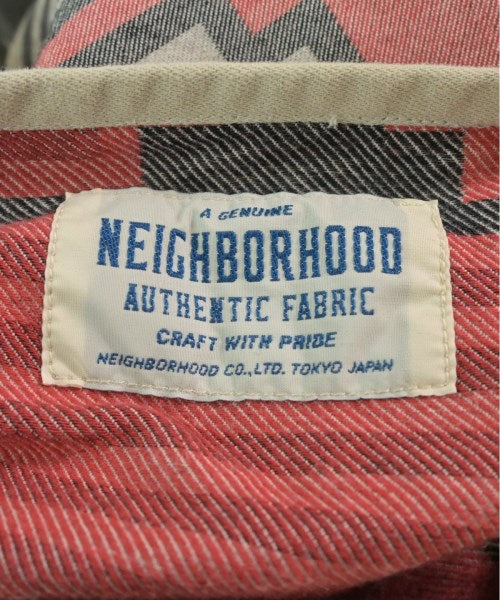 A GENUINE
NEIGHBORHOOD
AUTHENTIC FABRIC
CRAFT WITH PRIDE
NEIGHBORHOOD CO., LTD. TOKYO JAPAN